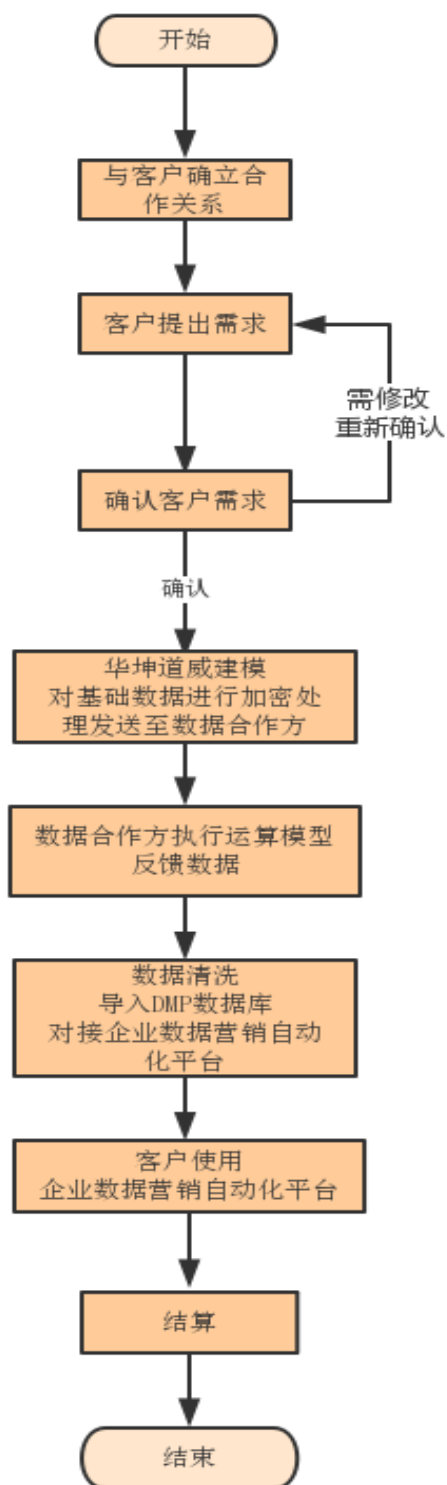 开始
与客户确立合
作关系
客户提出需求
需修改
重新确认
确认客户需求
确认
华坤道威建模
对基础数据进行加密处
理发送至数据合作方
数据合作方执行运算模型
反馈数据
数据清洗
导入DMP数据库
对接企业数据营销自动
化平台
客户使用
企业数据营销自动化平台
结算
结束